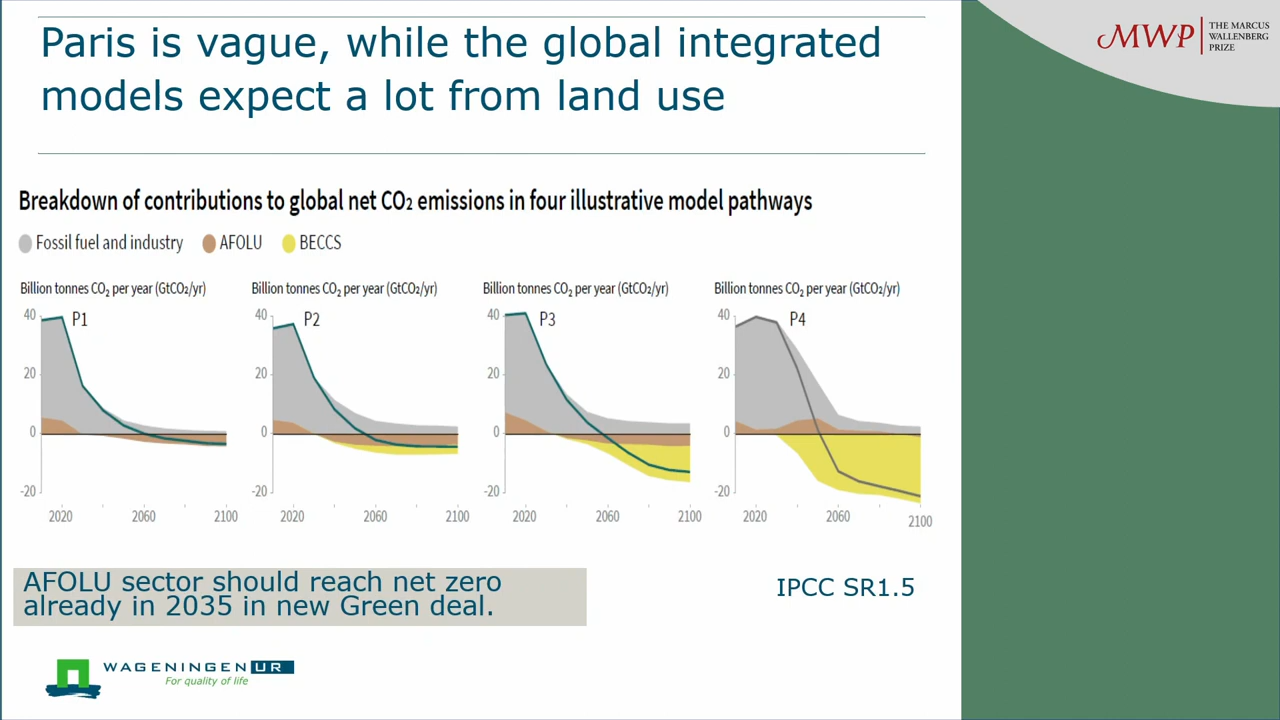 Paris is vague, while the global integrated
models expect a lot from land use
MWP
THE MARCUS
WALLENBERG
PRIZE
Breakdown of contributions to global net CO₂ emissions in four illustrative model pathways
Fossil fuel and industry
AFOLU
BECCS
Billion tonnes CO₂ per year (GtCO₂/yr)
40
P1
20
0
-20
2020
2060
2100
Billion tonnes CO₂ per year (GtCO₂/yr)
40
P2
20
0
-20
2020
2060
2100
Billion tonnes CO₂ per year (GtCO₂/yr)
40
P3
20
0
-20
2020
2060
2100
Billion tonnes CO₂ per year (GtCO₂/yr)
40
P4
20
0
-20
2020
2060
2100
AFOLU sector should reach net zero
already in 2035 in new Green deal.
IPCC SR1.5
WAGENINGEN UR
For quality of life